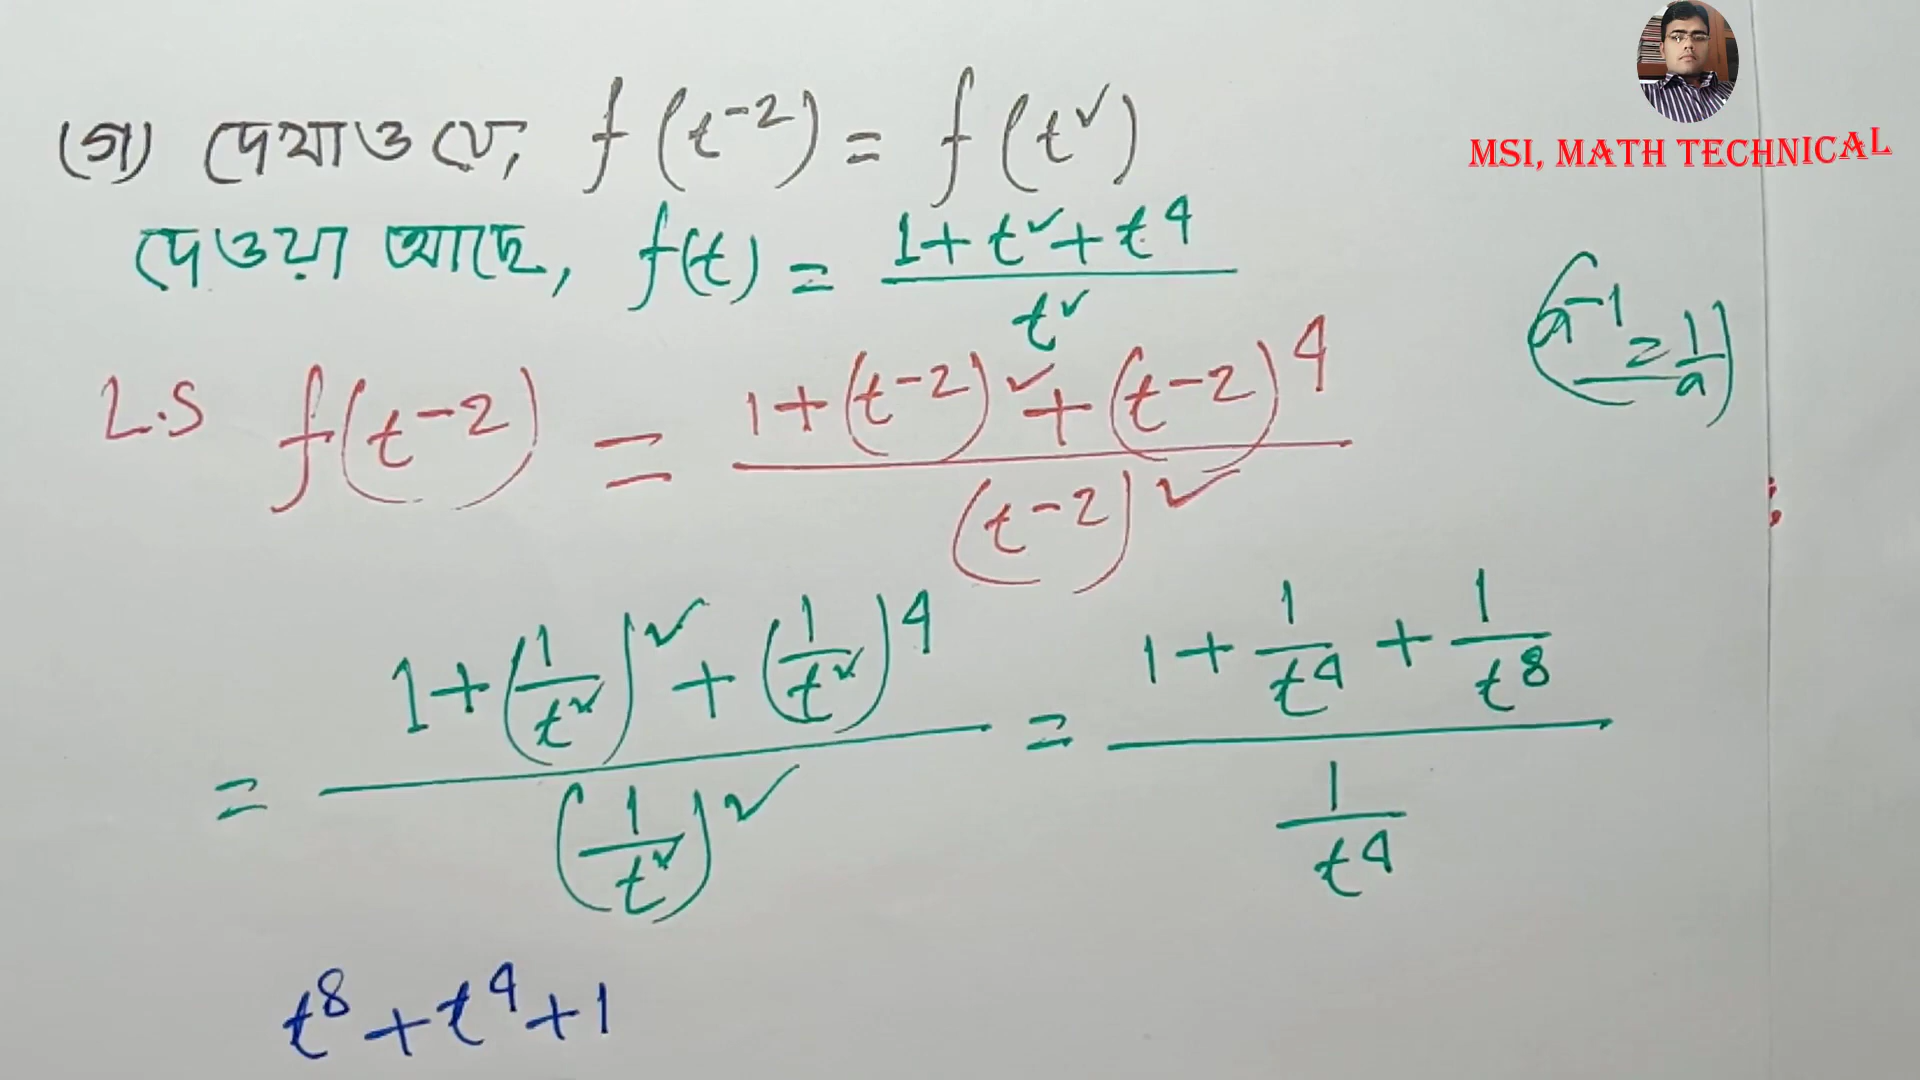 MSI, MATH TECHNICAL
(গ) দেখাও যে, f(t⁻²) = f(t²)
দেওয়া আছে, f(t) = (1+t²+t⁴)/t²
(a⁻¹ = 1/a)
L.S f(t⁻²) = (1+(t⁻²)²+(t⁻²)⁴)/(t⁻²)²
= (1+(1/t²)²+(1/t²)⁴)/(1/t²)² = (1+1/t⁴+1/t⁸)/(1/t⁴)
t⁸+t⁴+1